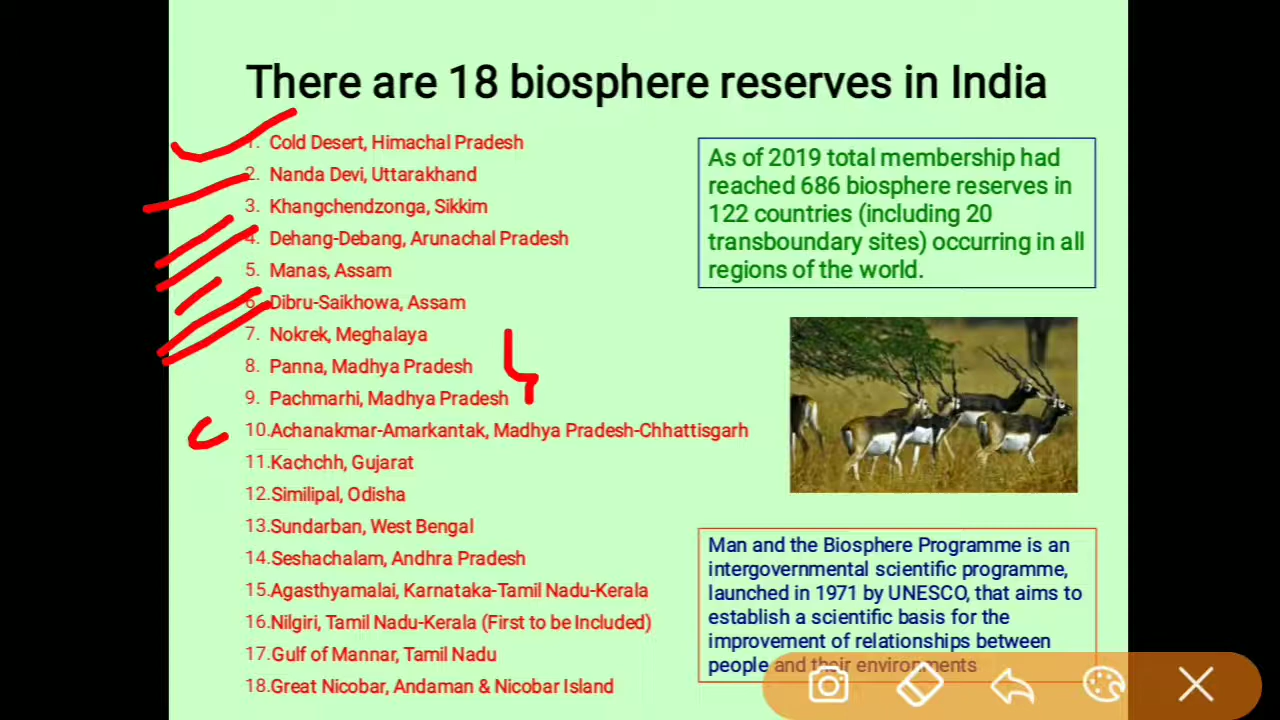 There are 18 biosphere reserves in India
1. Cold Desert, Himachal Pradesh
2. Nanda Devi, Uttarakhand
3. Khangchendzonga, Sikkim
4. Dehang-Debang, Arunachal Pradesh
5. Manas, Assam
6. Dibru-Saikhowa, Assam
7. Nokrek, Meghalaya
8. Panna, Madhya Pradesh
9. Pachmarhi, Madhya Pradesh
10.Achanakmar-Amarkantak, Madhya Pradesh-Chhattisgarh
11.Kachchh, Gujarat
12.Similipal, Odisha
13.Sundarban, West Bengal
14.Seshachalam, Andhra Pradesh
15.Agasthyamalai, Karnataka-Tamil Nadu-Kerala
16.Nilgiri, Tamil Nadu-Kerala (First to be Included)
17.Gulf of Mannar, Tamil Nadu
18.Great Nicobar, Andaman & Nicobar Island
As of 2019 total membership had
reached 686 biosphere reserves in
122 countries (including 20
transboundary sites) occurring in all
regions of the world.
Man and the Biosphere Programme is an
intergovernmental scientific programme,
launched in 1971 by UNESCO, that aims to
establish a scientific basis for the
improvement of relationships between
people and their environments